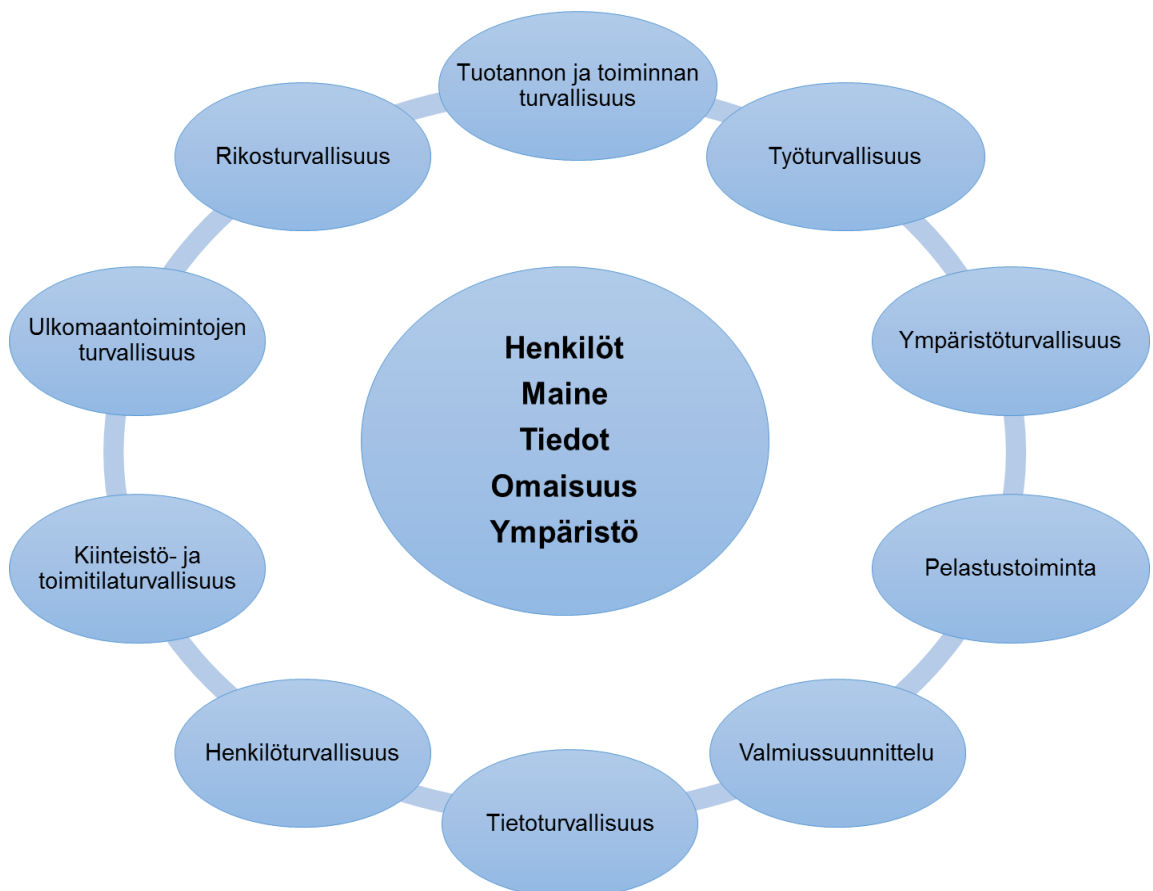 Tuotannon ja toiminnan
turvallisuus
Rikosturvallisuus
Työturvallisuus
Ulkomaantoimintojen
turvallisuus
Ympäristöturvallisuus
Henkilöt
Maine
Tiedot
Omaisuus
Ympäristö
Kiinteistö- ja
toimitilaturvallisuus
Pelastustoiminta
Henkilöturvallisuus
Valmiussuunnittelu
Tietoturvallisuus